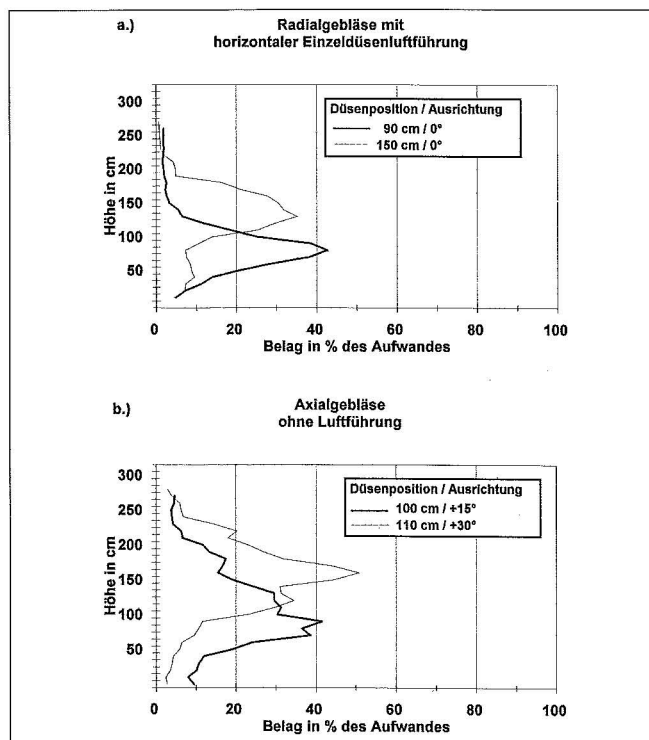 a.)
Radialgebläse mit
horizontaler Einzeldüsenluftführung
Höhe in cm
300
250
200
150
100
50
Düsenposition / Ausrichtung
90 cm / 0°
150 cm / 0°
0 20 40 60 80 100
Belag in % des Aufwandes
b.)
Axialgebläse
ohne Luftführung
Höhe in cm
300
250
200
150
100
50
Düsenposition / Ausrichtung
100 cm / +15°
110 cm / +30°
0 20 40 60 80 100
Belag in % des Aufwandes